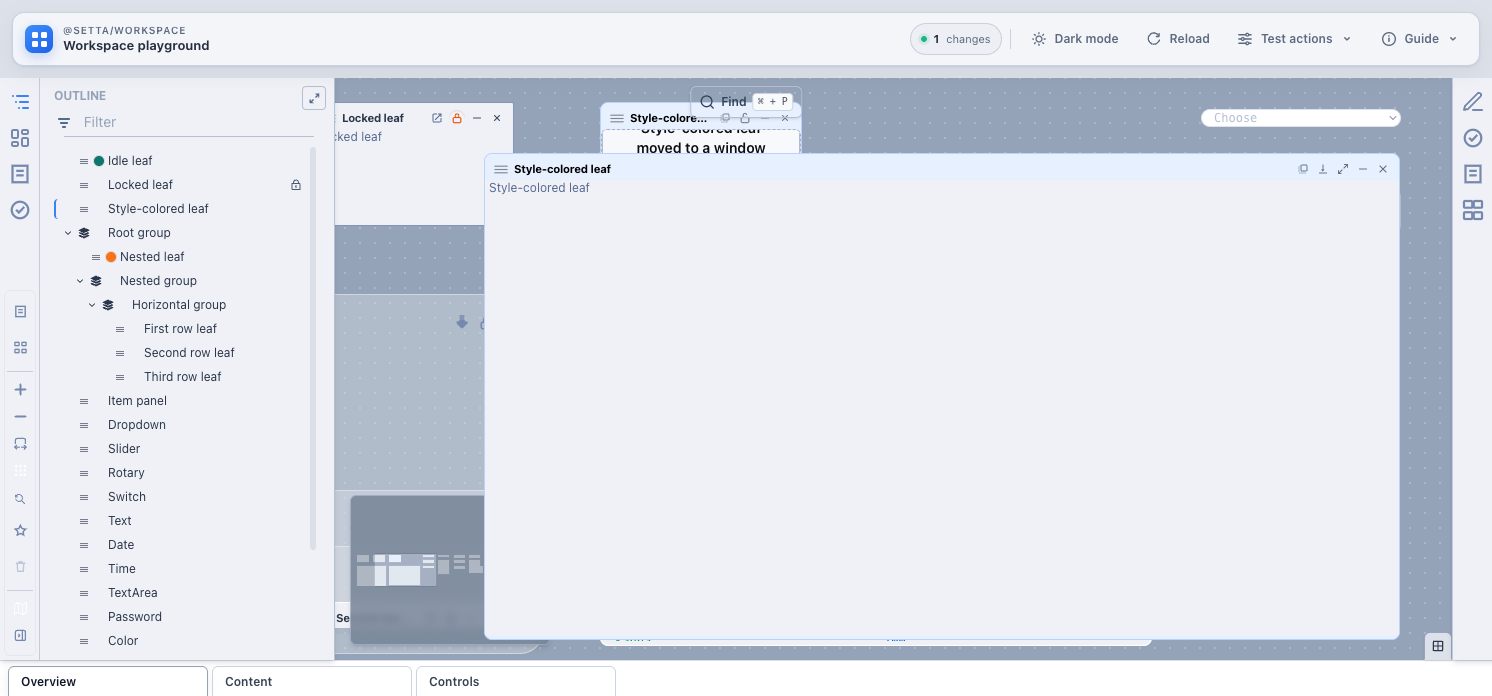 @SETTA/WORKSPACE
Workspace playground
1 changes
Dark mode
Reload
Test actions
Guide
OUTLINE
Filter
Idle leaf
Locked leaf
Style-colored leaf
Root group
Nested leaf
Nested group
Horizontal group
First row leaf
Second row leaf
Third row leaf
Item panel
Dropdown
Slider
Rotary
Switch
Text
Date
Time
TextArea
Password
Color
Locked leaf
cked leaf
Find ⌘ + P
Style-colore...
Style-colored leaf
moved to a window
Choose
Style-colored leaf
Style-colored leaf
Se
Overview
Content
Controls